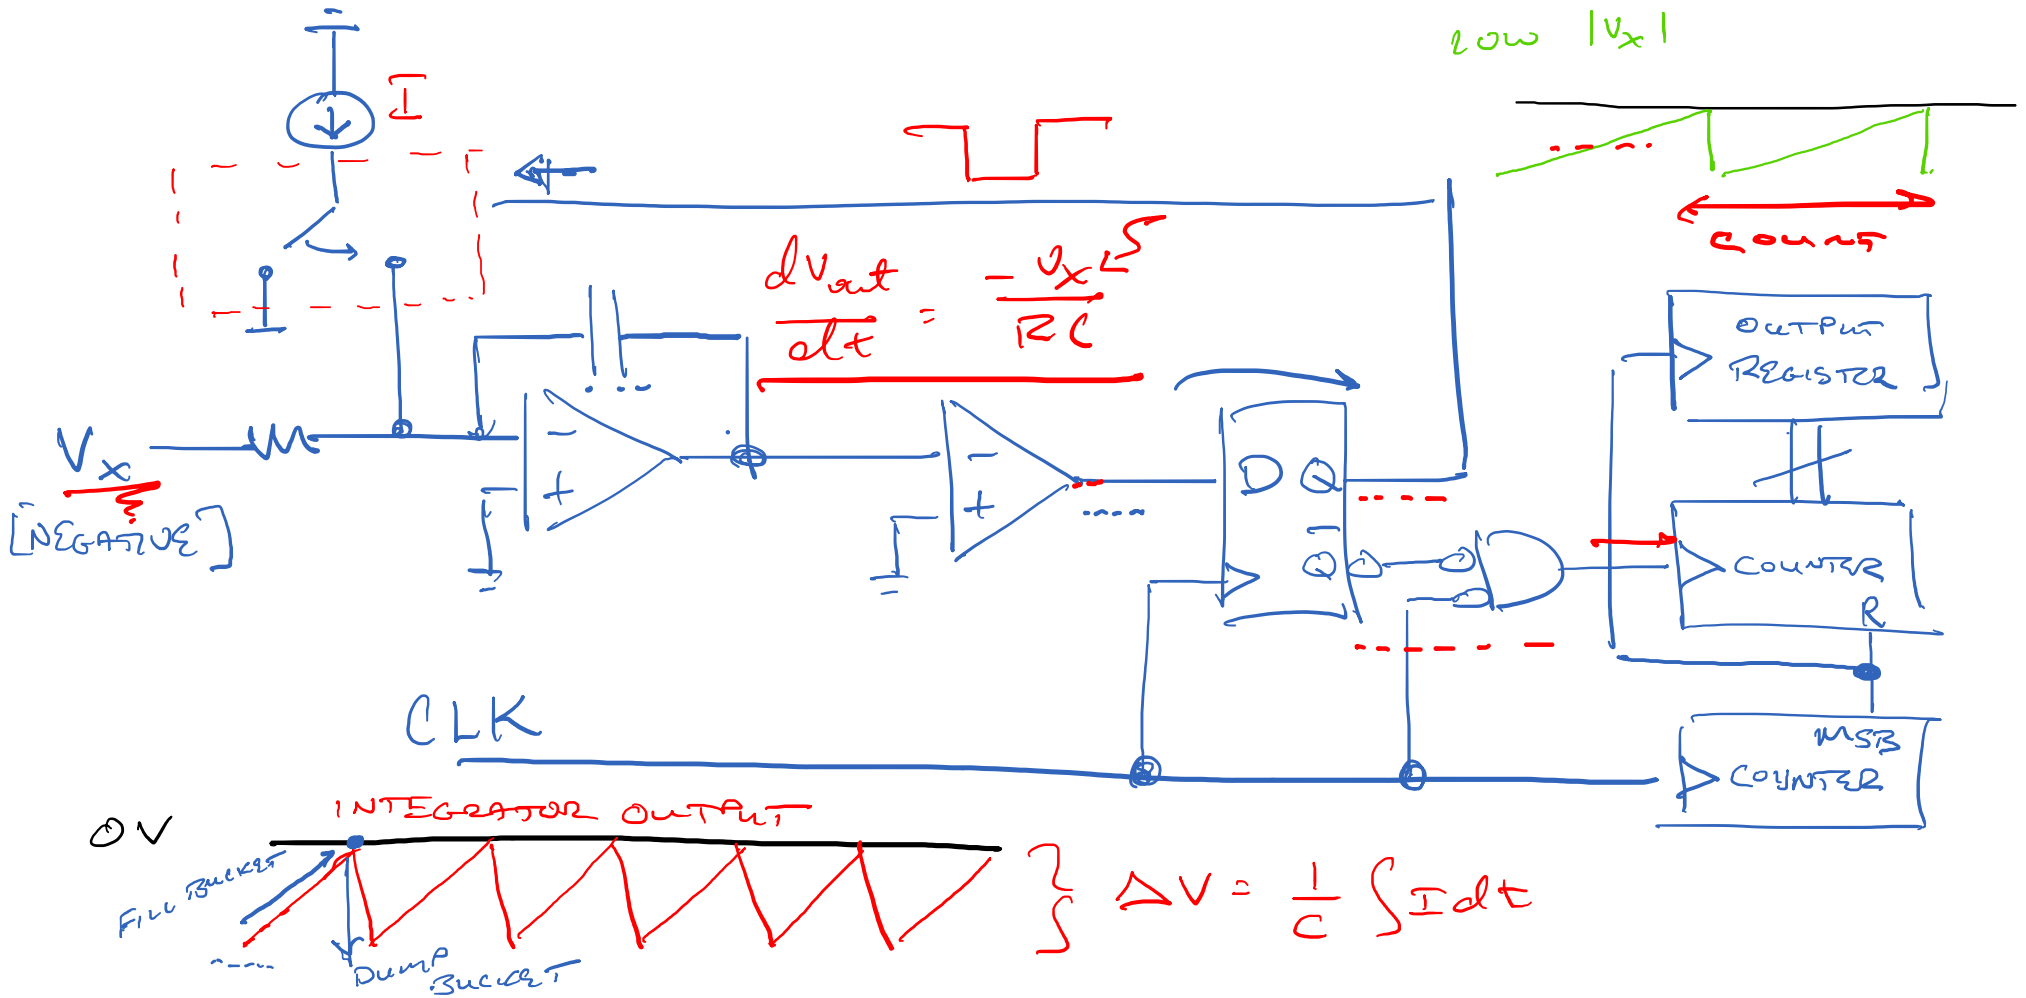 I
LOW |Vx|
COUNT
dVout/dt = -Vx/RC
OUTPUT
REGISTER
Vx
[NEGATIVE]
-
+
-
+
D Q
Q̅
COUNTER
R
CLK
MSB
COUNTER
INTEGRATOR OUTPUT
0V
FILL BUCKET
DUMP
BUCKET
ΔV = 1/C ∫ I dt